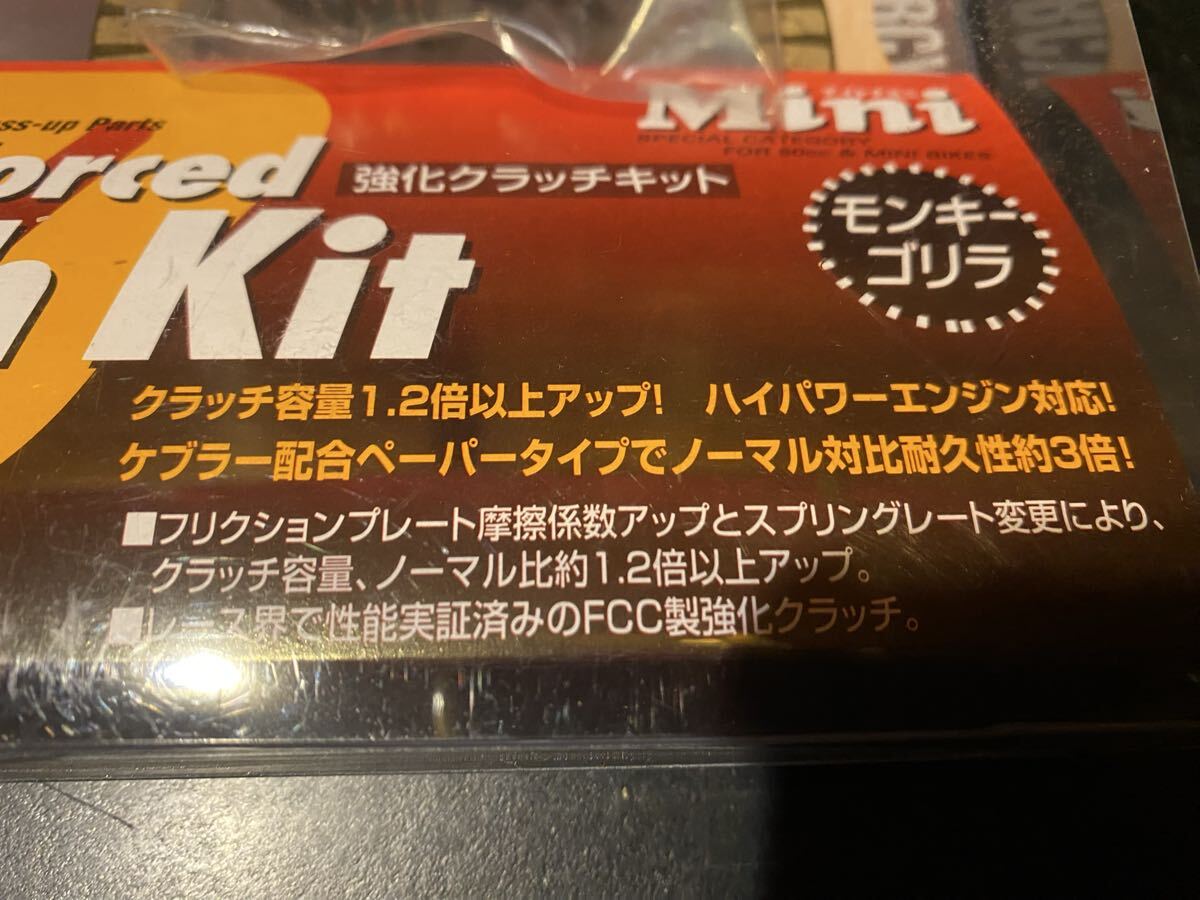 ss-up Parts
Mini
SPECIAL CATEGORY
FOR 50cc & MINI BIKES
forced
強化クラッチキット
h Kit
モンキー
ゴリラ
クラッチ容量1.2倍以上アップ! ハイパワーエンジン対応!
ケブラー配合ペーパータイプでノーマル対比耐久性約3倍!
■フリクションプレート摩擦係数アップとスプリングレート変更により、
クラッチ容量、ノーマル比約1.2倍以上アップ。
■レース界で性能実証済みのFCC製強化クラッチ。